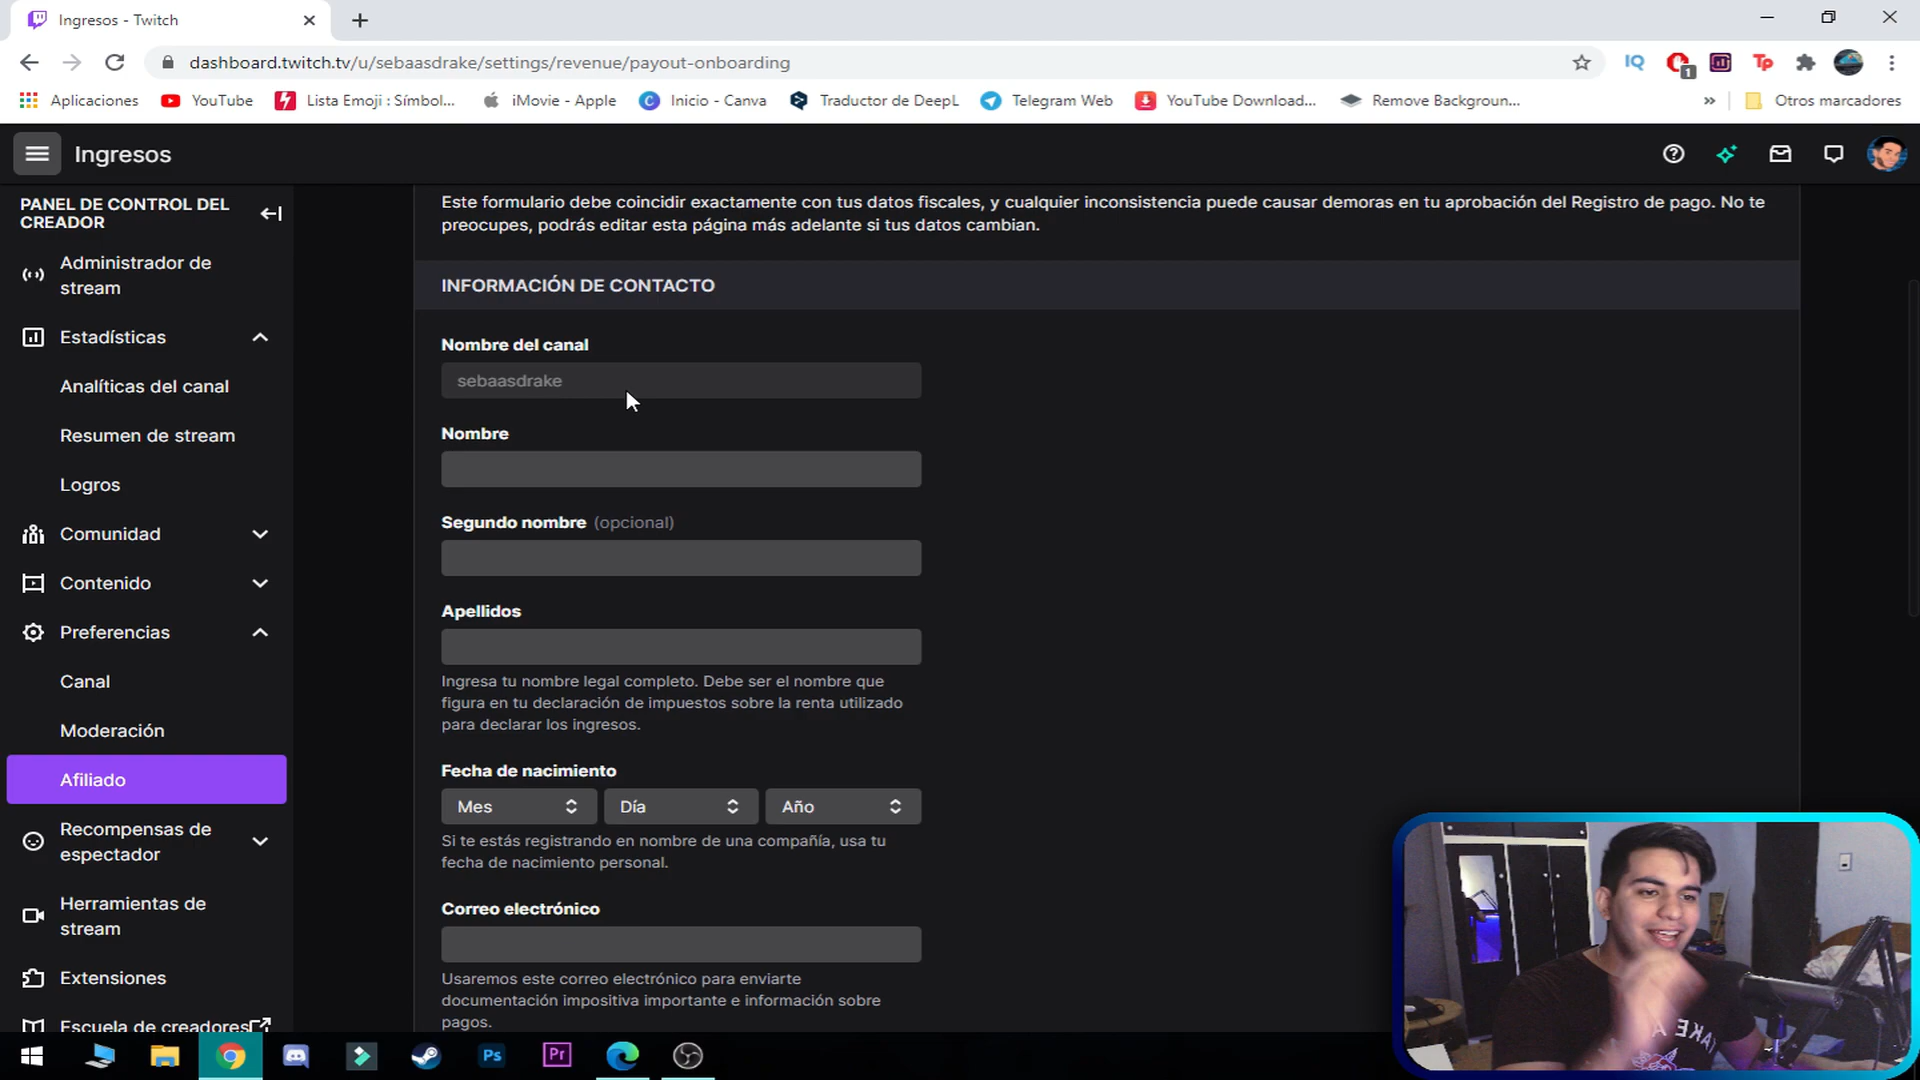 Ingresos - Twitch
dashboard.twitch.tv/u/sebaasdrake/settings/revenue/payout-onboarding
IQ
1
Tp
Aplicaciones
YouTube
Lista Emoji : Símbol...
iMovie - Apple
Inicio - Canva
Traductor de DeepL
Telegram Web
YouTube Download...
Remove Backgroun...
»
Otros marcadores
Ingresos
PANEL DE CONTROL DEL
CREADOR
Administrador de
stream
Estadísticas
Analíticas del canal
Resumen de stream
Logros
Comunidad
Contenido
Preferencias
Canal
Moderación
Afiliado
Recompensas de
espectador
Herramientas de
stream
Extensiones
Escuela de creadores
Este formulario debe coincidir exactamente con tus datos fiscales, y cualquier inconsistencia puede causar demoras en tu aprobación del Registro de pago. No te
preocupes, podrás editar esta página más adelante si tus datos cambian.
INFORMACIÓN DE CONTACTO
Nombre del canal
sebaasdrake
Nombre
Segundo nombre (opcional)
Apellidos
Ingresa tu nombre legal completo. Debe ser el nombre que
figura en tu declaración de impuestos sobre la renta utilizado
para declarar los ingresos.
Fecha de nacimiento
Mes
Día
Año
Si te estás registrando en nombre de una compañía, usa tu
fecha de nacimiento personal.
Correo electrónico
Usaremos este correo electrónico para enviarte
documentación impositiva importante e información sobre
pagos.
Ps
Pr
TAKE A